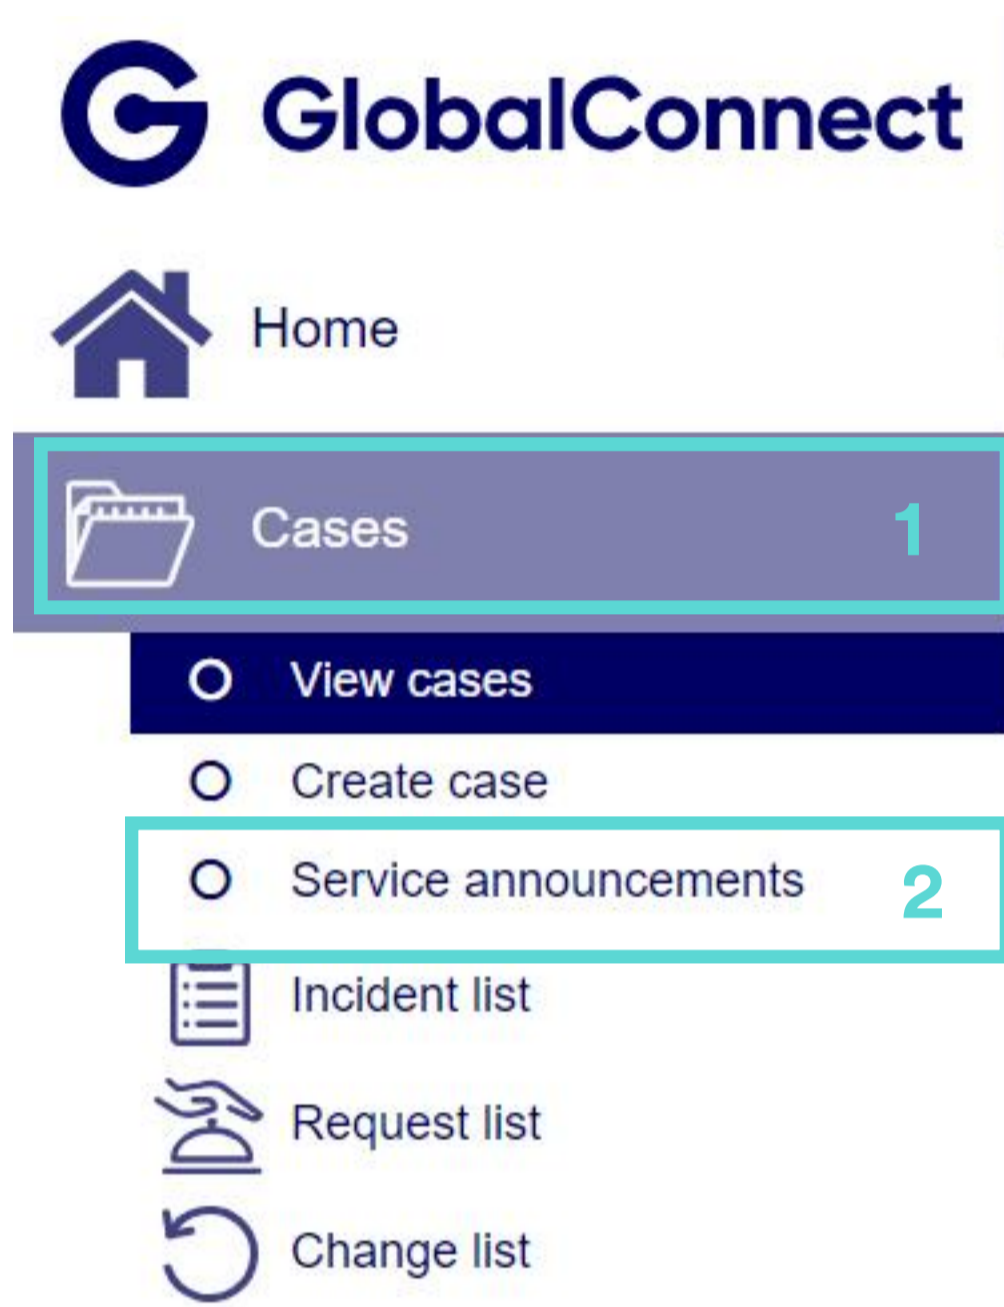 GlobalConnect
Home
Cases 1
View cases
Create case
Service announcements 2
Incident list
Request list
Change list